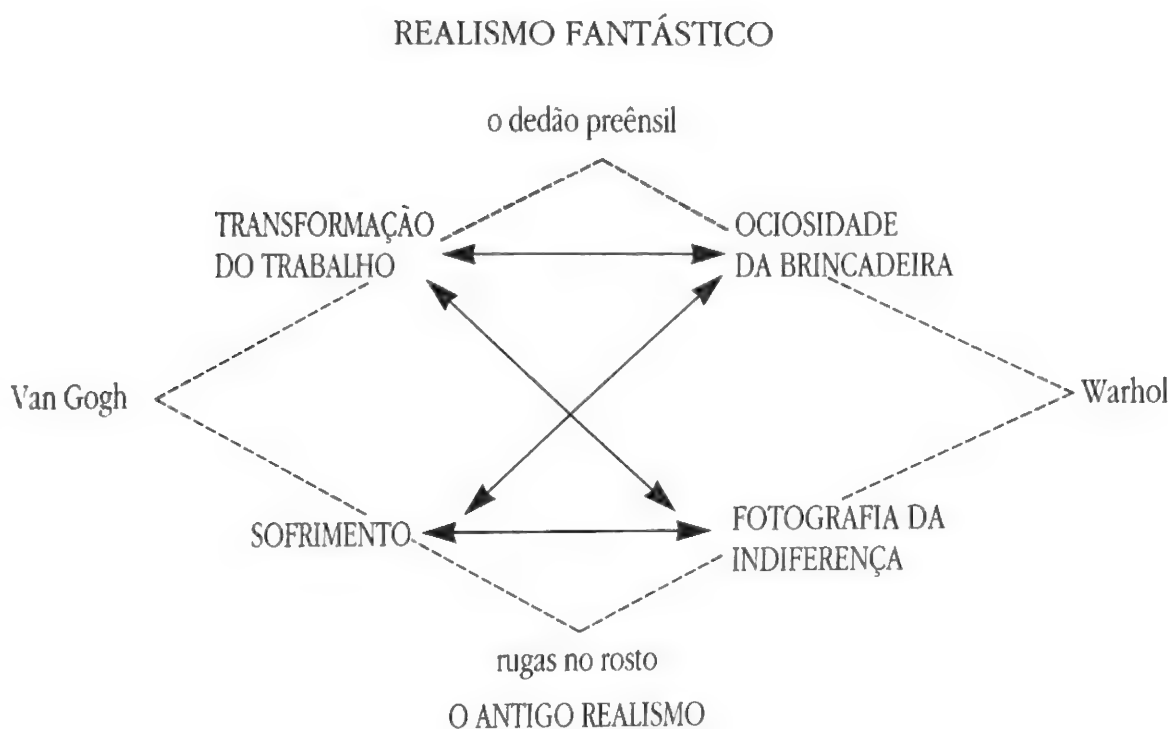 REALISMO FANTÁSTICO
o dedão preênsil
TRANSFORMAÇÃO
DO TRABALHO
OCIOSIDADE
DA BRINCADEIRA
Van Gogh
Warhol
SOFRIMENTO
FOTOGRAFIA DA
INDIFERENÇA
rugas no rosto
O ANTIGO REALISMO